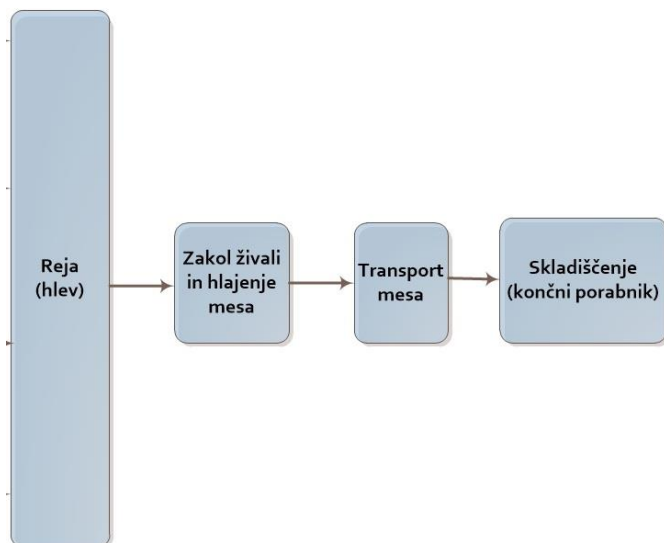 Reja
(hlev)
Zakol živali
in hlajenje
mesa
Transport
mesa
Skladiščenje
(končni porabnik)